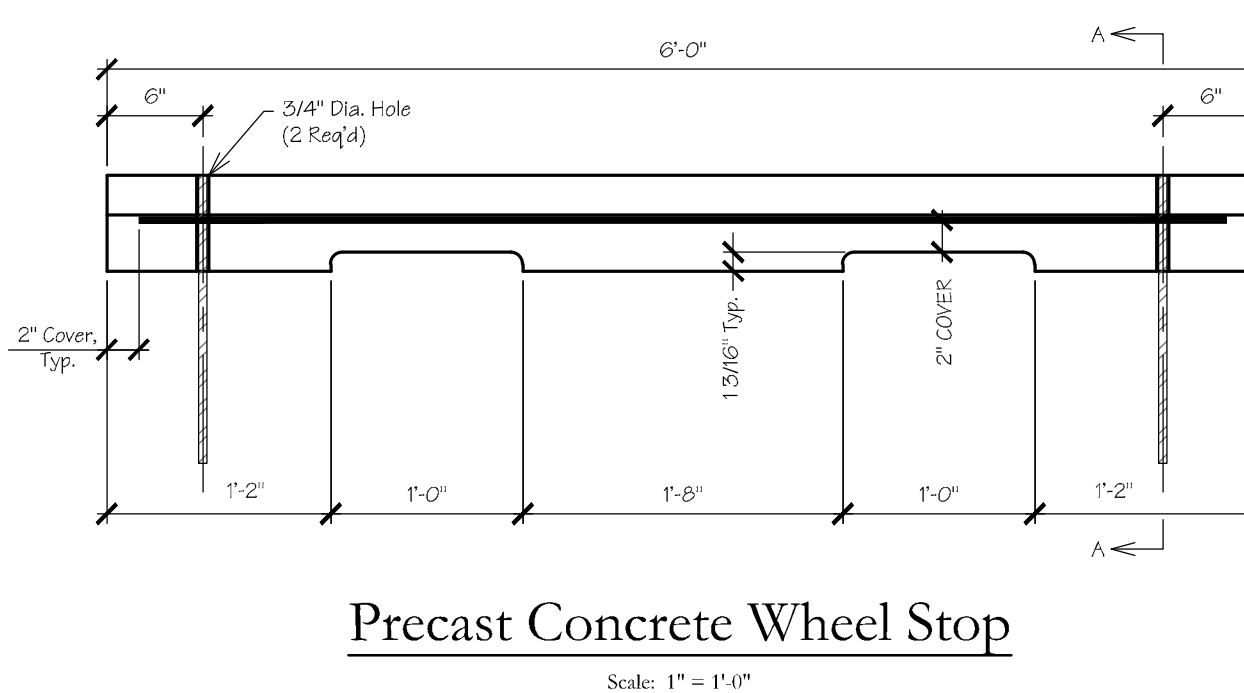 A
6'-0"
6"
6"
3/4" Dia. Hole
(2 Req'd)
2" Cover,
Typ.
1 3/16" Typ.
2" COVER
1'-2"
1'-0"
1'-8"
1'-0"
1'-2"
A
Precast Concrete Wheel Stop
Scale: 1" = 1'-0"